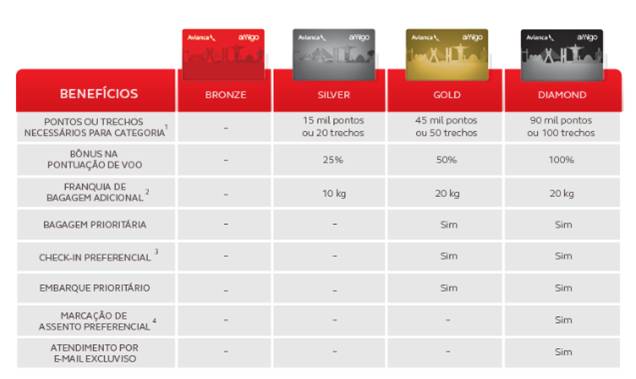 Avianca amigo Avianca amigo Avianca amigo Avianca amigo
BENEFÍCIOS BRONZE SILVER GOLD DIAMOND
PONTOS OU TRECHOS
NECESSÁRIOS PARA CATEGORIA1 - 15 mil pontos ou 20 trechos 45 mil pontos ou 50 trechos 90 mil pontos ou 100 trechos
BÔNUS NA
PONTUAÇÃO DE VOO - 25% 50% 100%
FRANQUIA DE
BAGAGEM ADICIONAL 2 - 10 kg 20 kg 20 kg
BAGAGEM PRIORITÁRIA - - Sim Sim
CHECK-IN PREFERENCIAL 3 - - Sim Sim
EMBARQUE PRIORITÁRIO - - Sim Sim
MARCAÇÃO DE
ASSENTO PREFERENCIAL 4 - - - Sim
ATENDIMENTO POR
E-MAIL EXCLUVISO - - - Sim